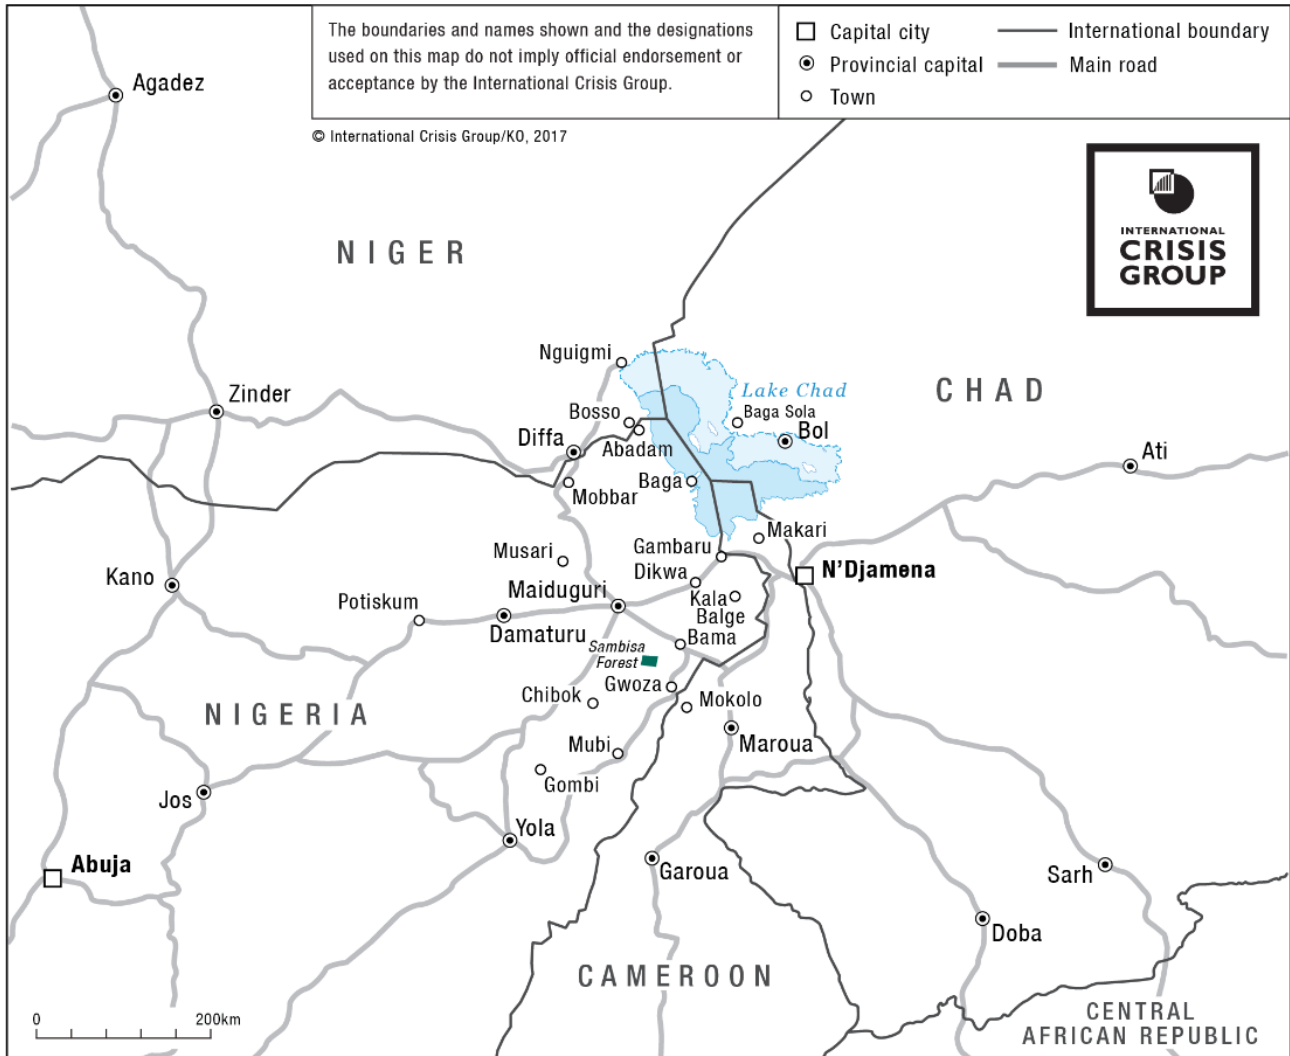 The boundaries and names shown and the designations
used on this map do not imply official endorsement or
acceptance by the International Crisis Group.
Capital city
International boundary
Provincial capital
Main road
Town
© International Crisis Group/KO, 2017
Agadez
INTERNATIONAL
CRISIS
GROUP
NIGER
Nguigmi
Zinder
Lake Chad
CHAD
Bosso
Baga Sola
Diffa
Abadam
Bol
Ati
Mobbar
Baga
Makari
Musari
Gambaru
Kano
Dikwa
N'Djamena
Maiduguri
Potiskum
Kala
Balge
Damaturu
Bama
Sambisa
Forest
Gwoza
Chibok
Mokolo
NIGERIA
Maroua
Mubi
Gombi
Jos
Yola
Abuja
Garoua
Sarh
Doba
CAMEROON
CENTRAL
AFRICAN REPUBLIC
0
200km